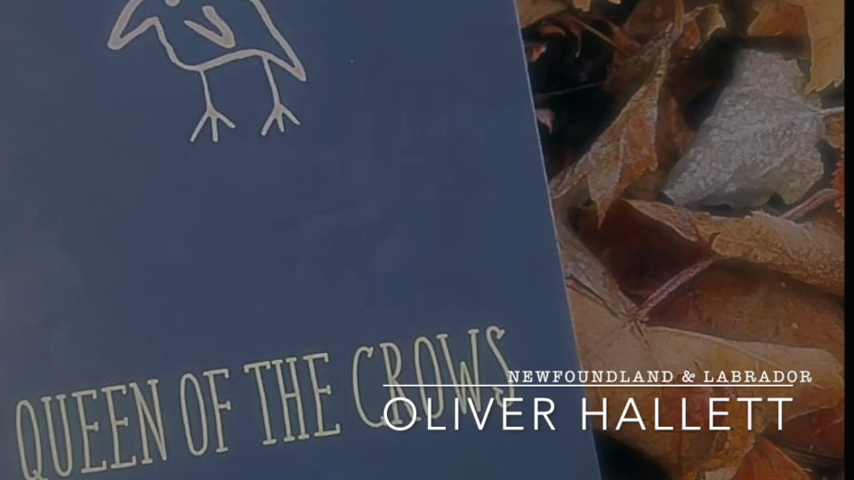 QUEEN OF THE CROWS
NEWFOUNDLAND & LABRADOR
OLIVER HALLETT